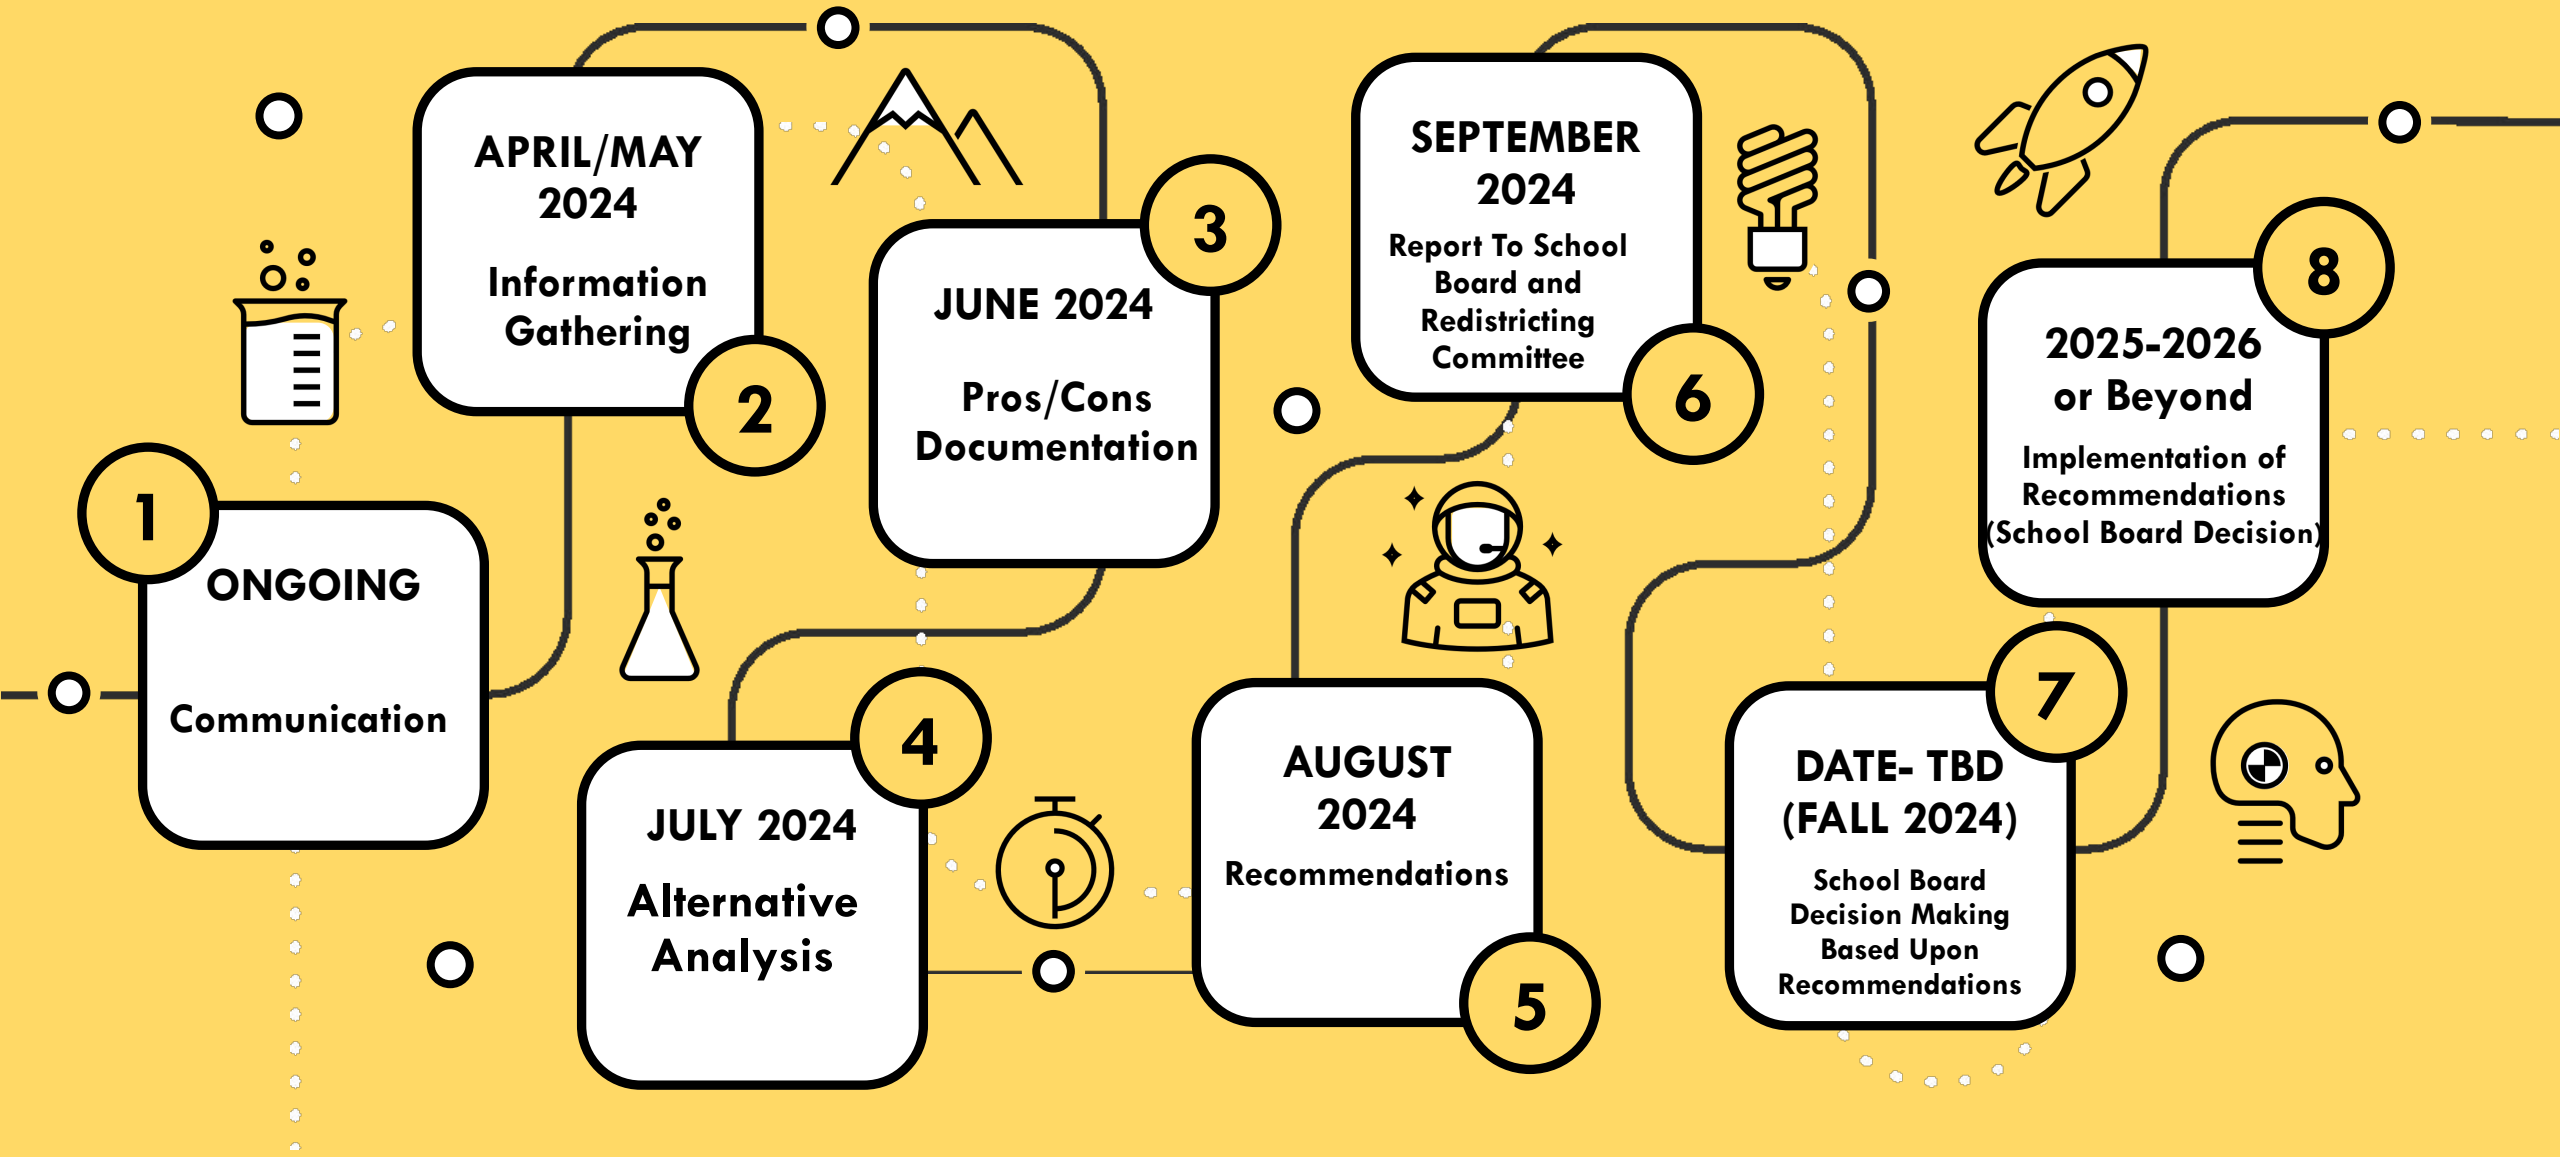 1
ONGOING
Communication
APRIL/MAY
2024
Information
Gathering
2
3
JUNE 2024
Pros/Cons
Documentation
4
JULY 2024
Alternative
Analysis
AUGUST
2024
Recommendations
5
SEPTEMBER
2024
Report To School
Board and
Redistricting
Committee
6
7
DATE- TBD
(FALL 2024)
School Board
Decision Making
Based Upon
Recommendations
8
2025-2026
or Beyond
Implementation of
Recommendations
(School Board Decision)